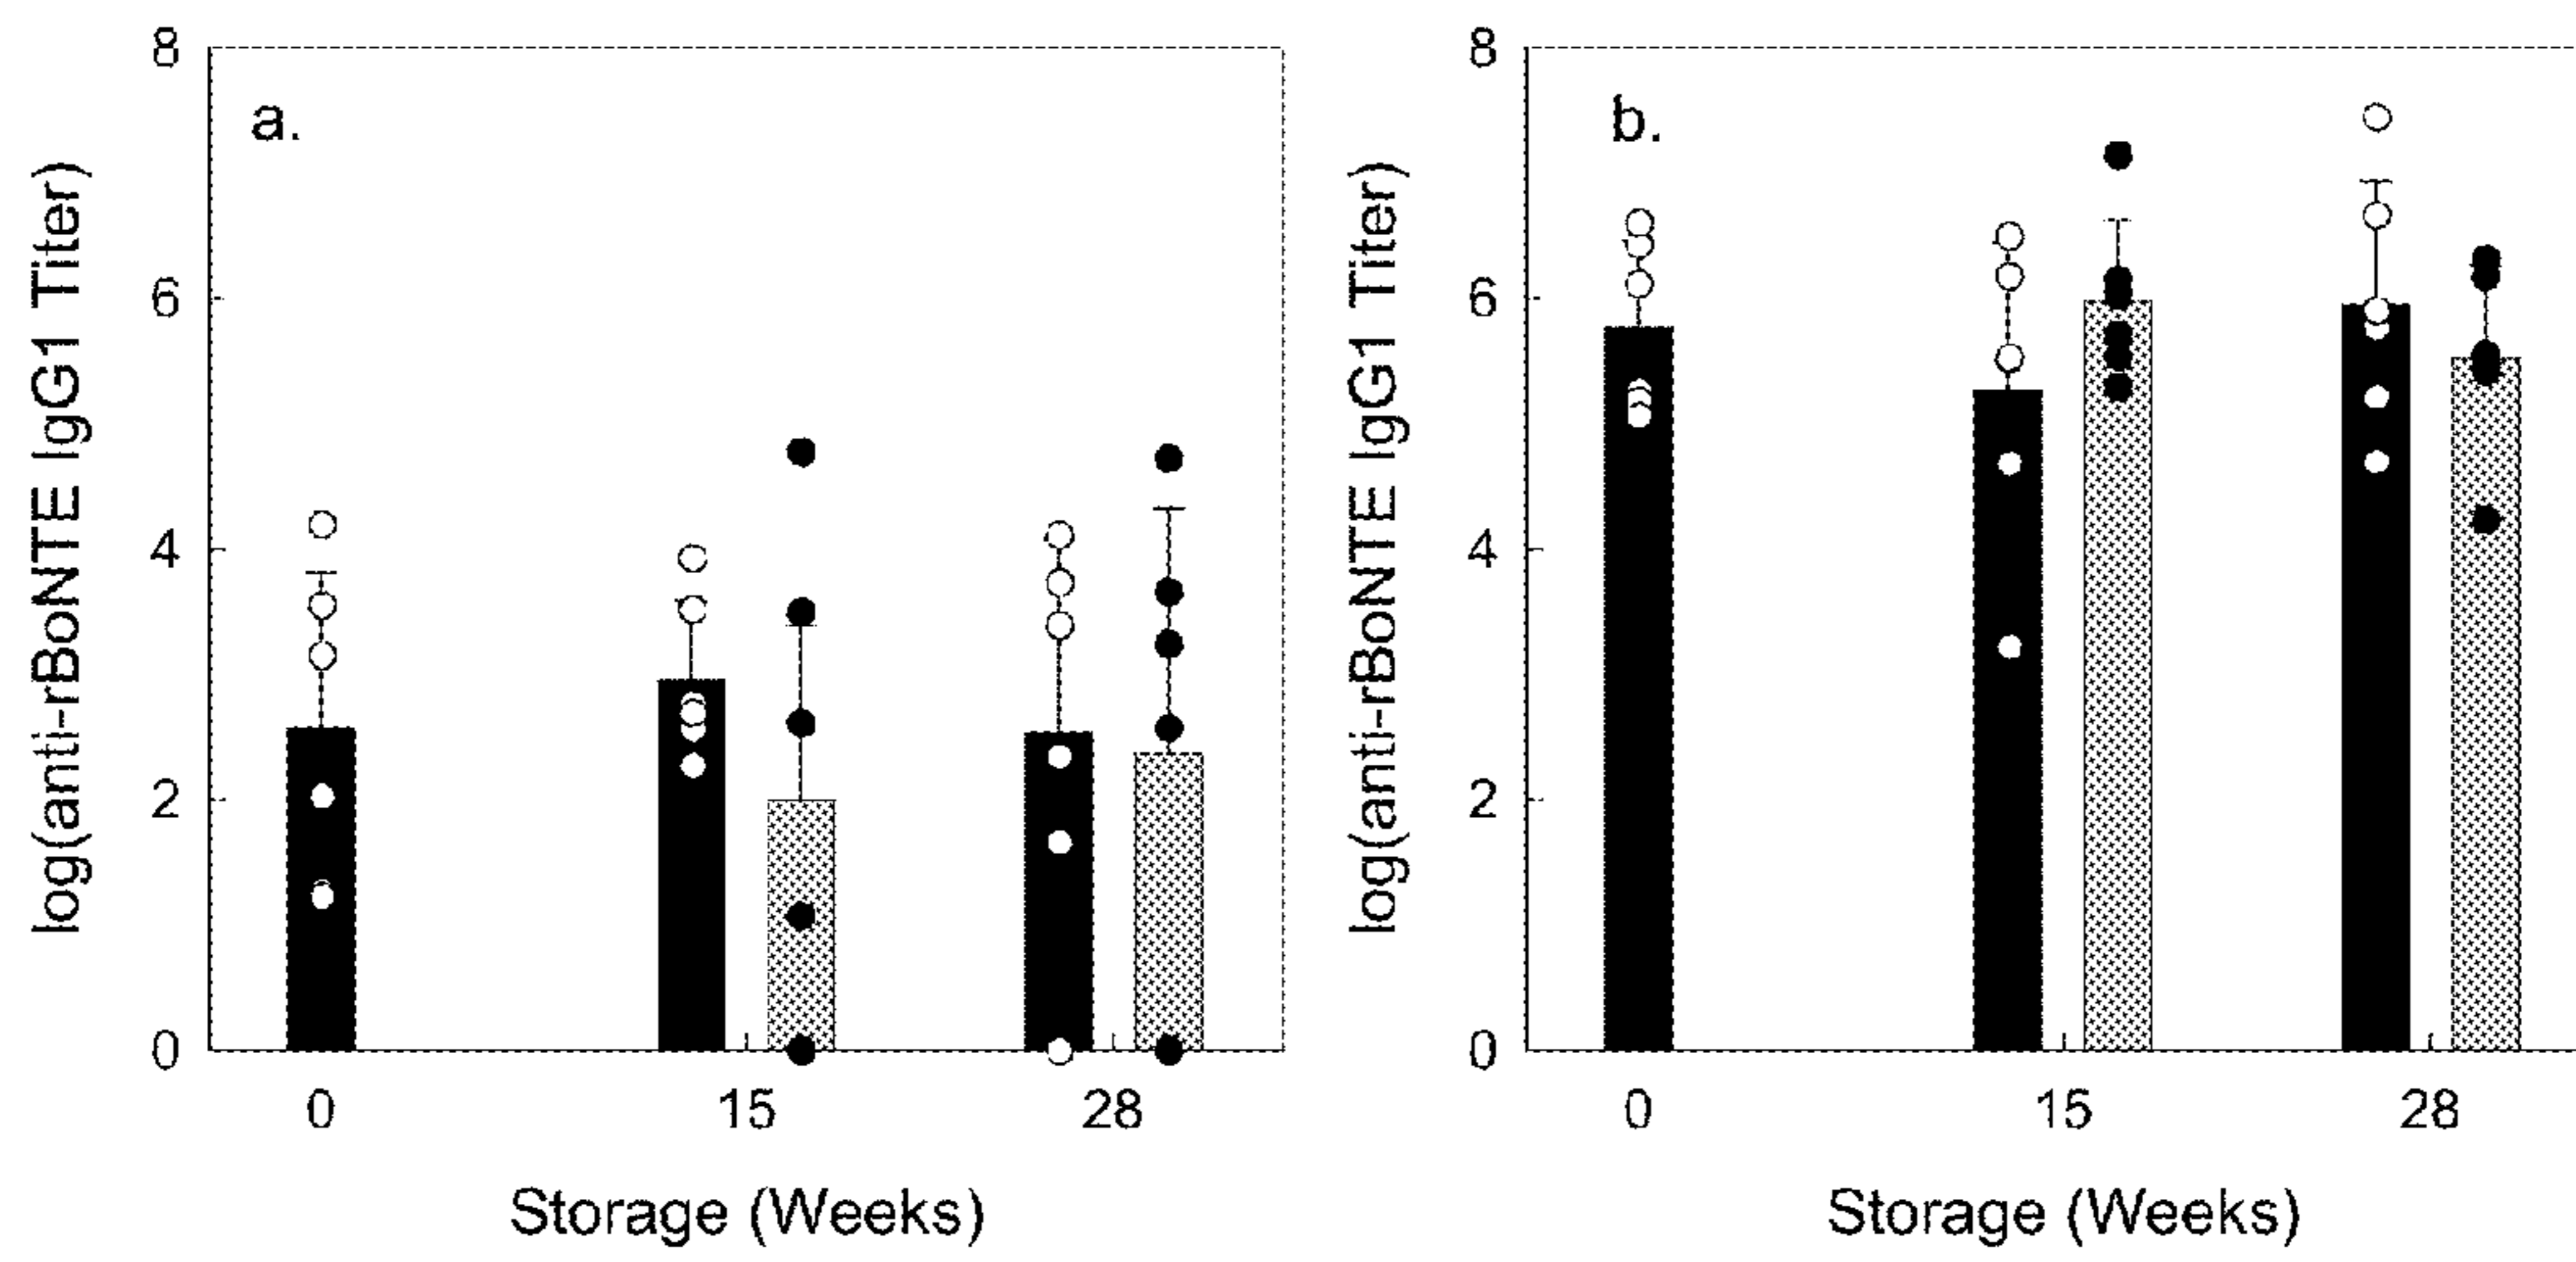 a.
log(anti-rBoNTE IgG1 Titer)
8
6
4
2
0
0 15 28
Storage (Weeks)
b.
log(anti-rBoNTE IgG1 Titer)
8
6
4
2
0
0 15 28
Storage (Weeks)